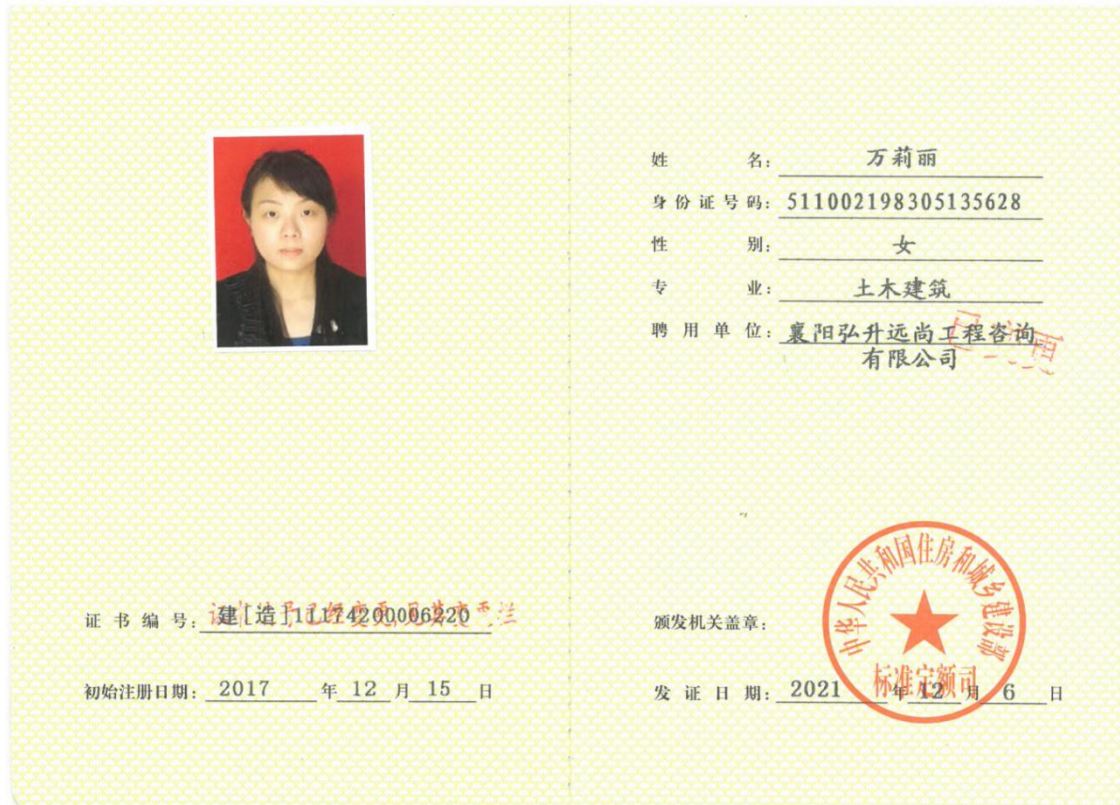 姓 名: 万莉丽
身份证号码: 511002198305135628
性 别: 女
专 业: 土木建筑
聘用单位: 襄阳弘升远尚工程咨询
有限公司
证书编号: 建[造]11174200006220
初始注册日期: 2017 年 12 月 15 日
颁发机关盖章:
中华人民共和国住房和城乡建设部
标准定额司
发证日期: 2021 年 12 月 6 日